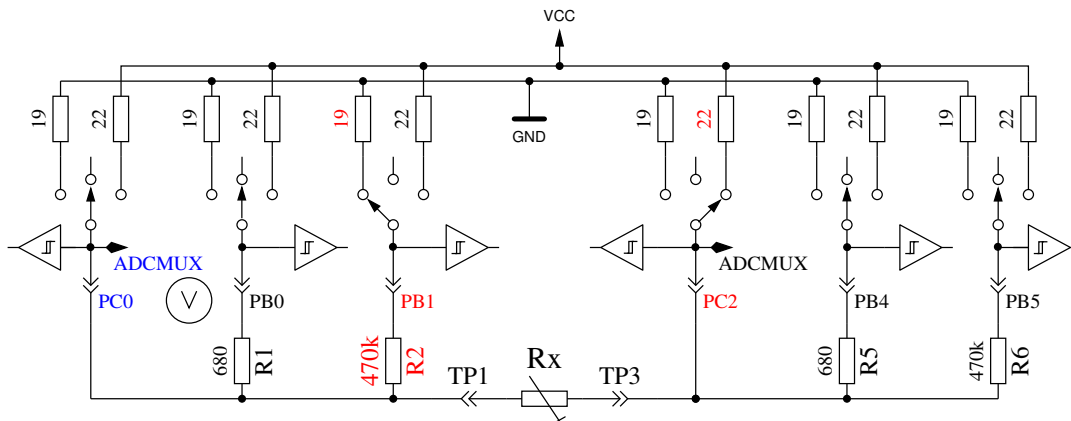 VCC
19
22
19
22
19
22
GND
19
22
19
22
19
22
ADCMUX
ADCMUX
PC0
V
PB0
PB1
PC2
PB4
PB5
680
R1
470k
R2
TP1
Rx
TP3
680
R5
470k
R6